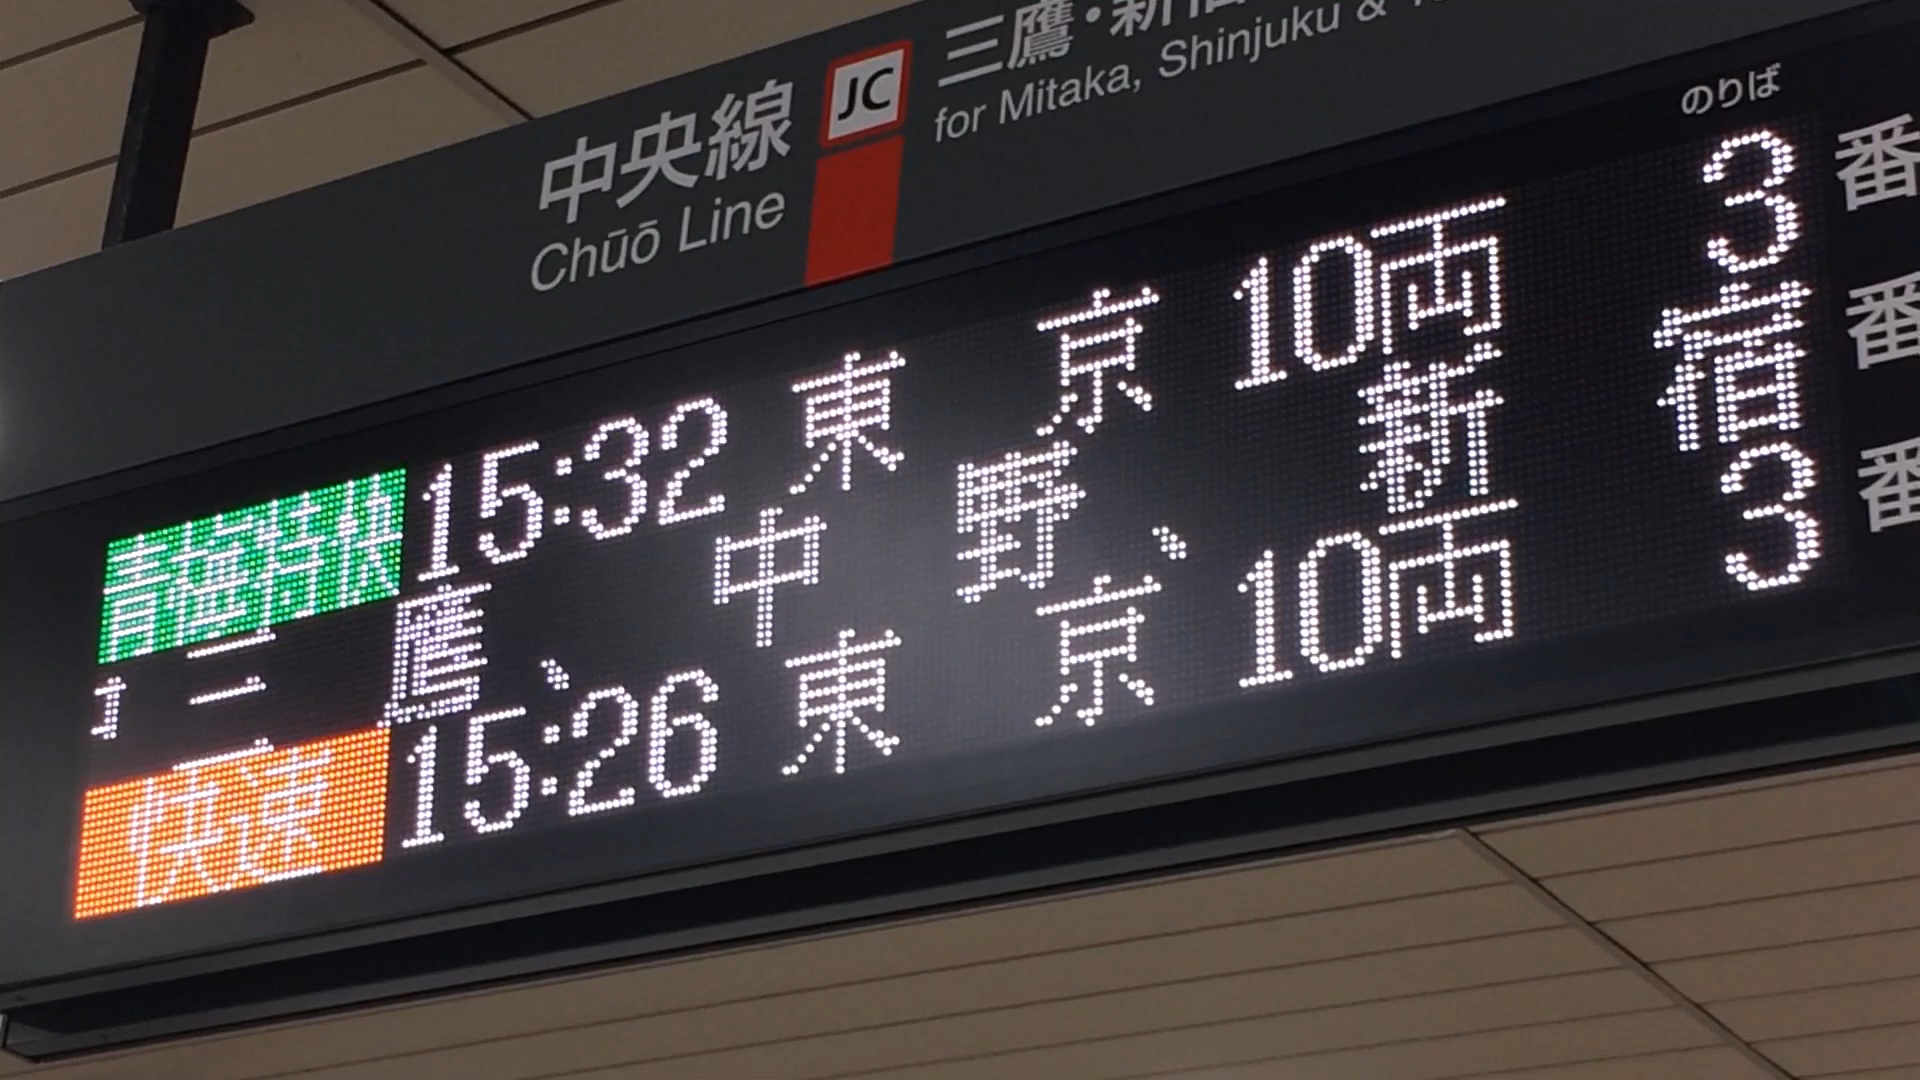 中央線 JC 三鷹・新宿
Chūō Line for Mitaka, Shinjuku &
のりば
青梅特快 15:32 東京 10両 3 番
三鷹、中野、新宿
快速 15:26 東京 10両 3 番
番